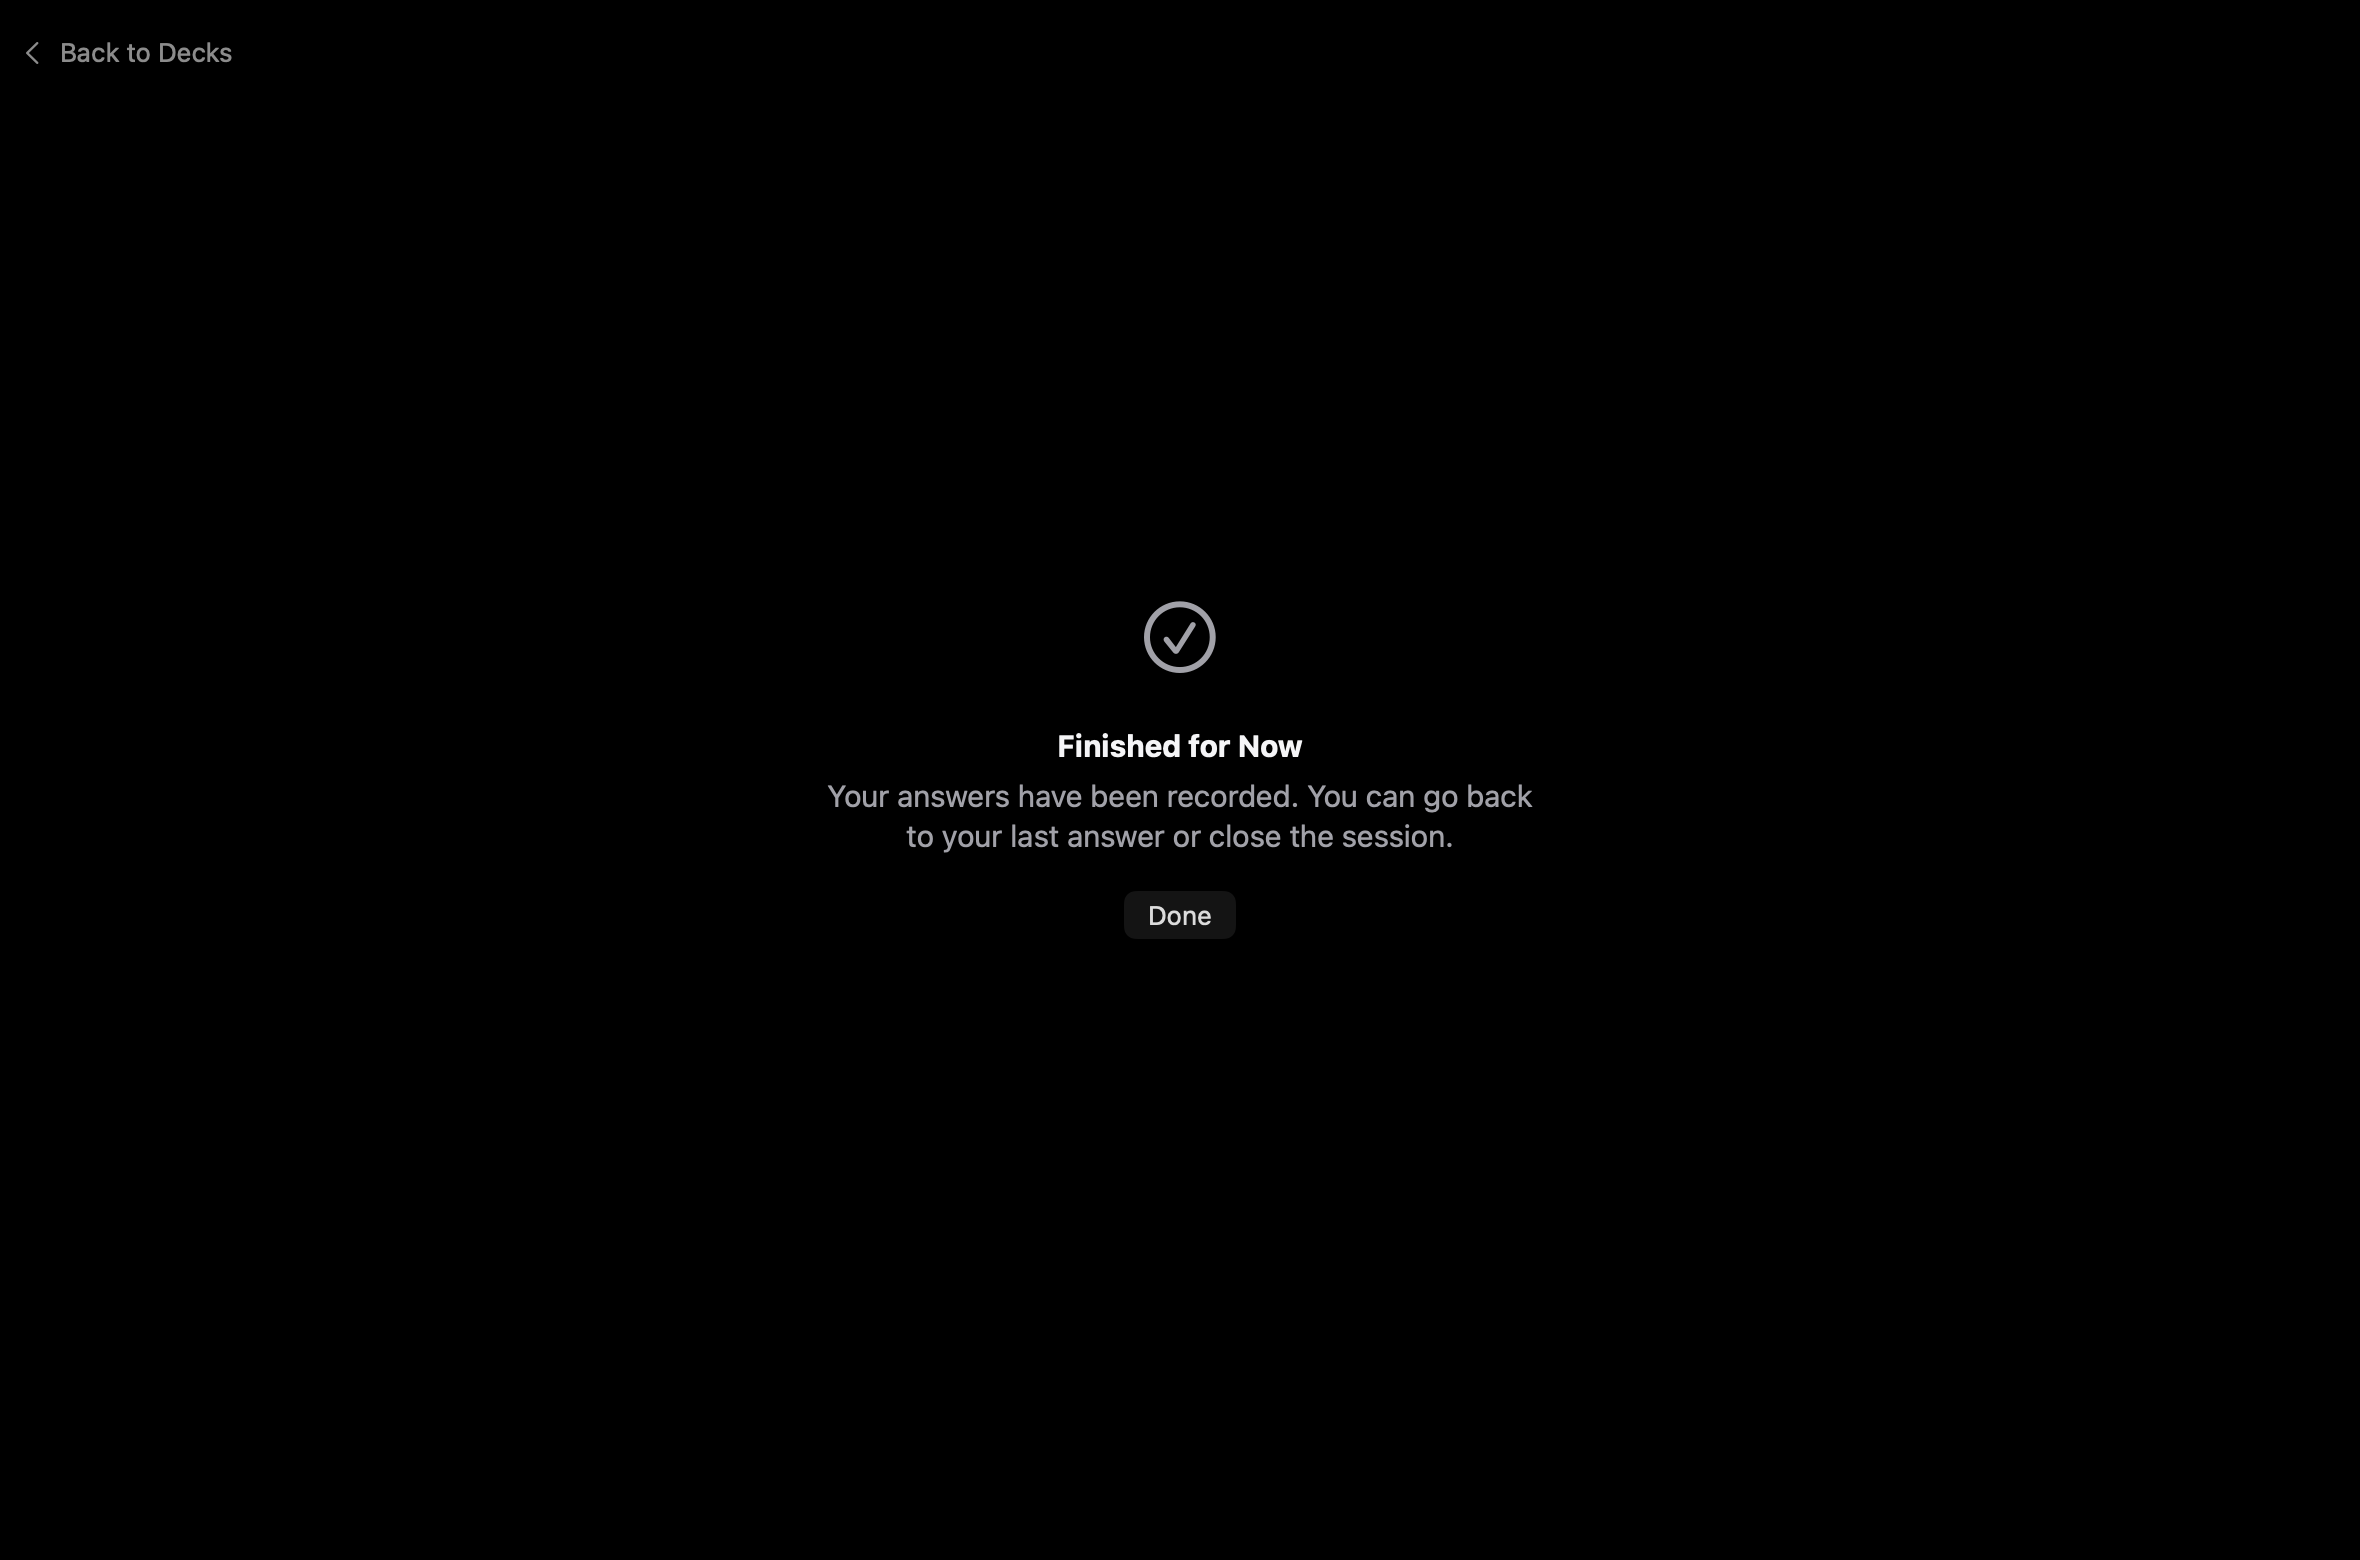 Back to Decks
Finished for Now
Your answers have been recorded. You can go back
to your last answer or close the session.
Done